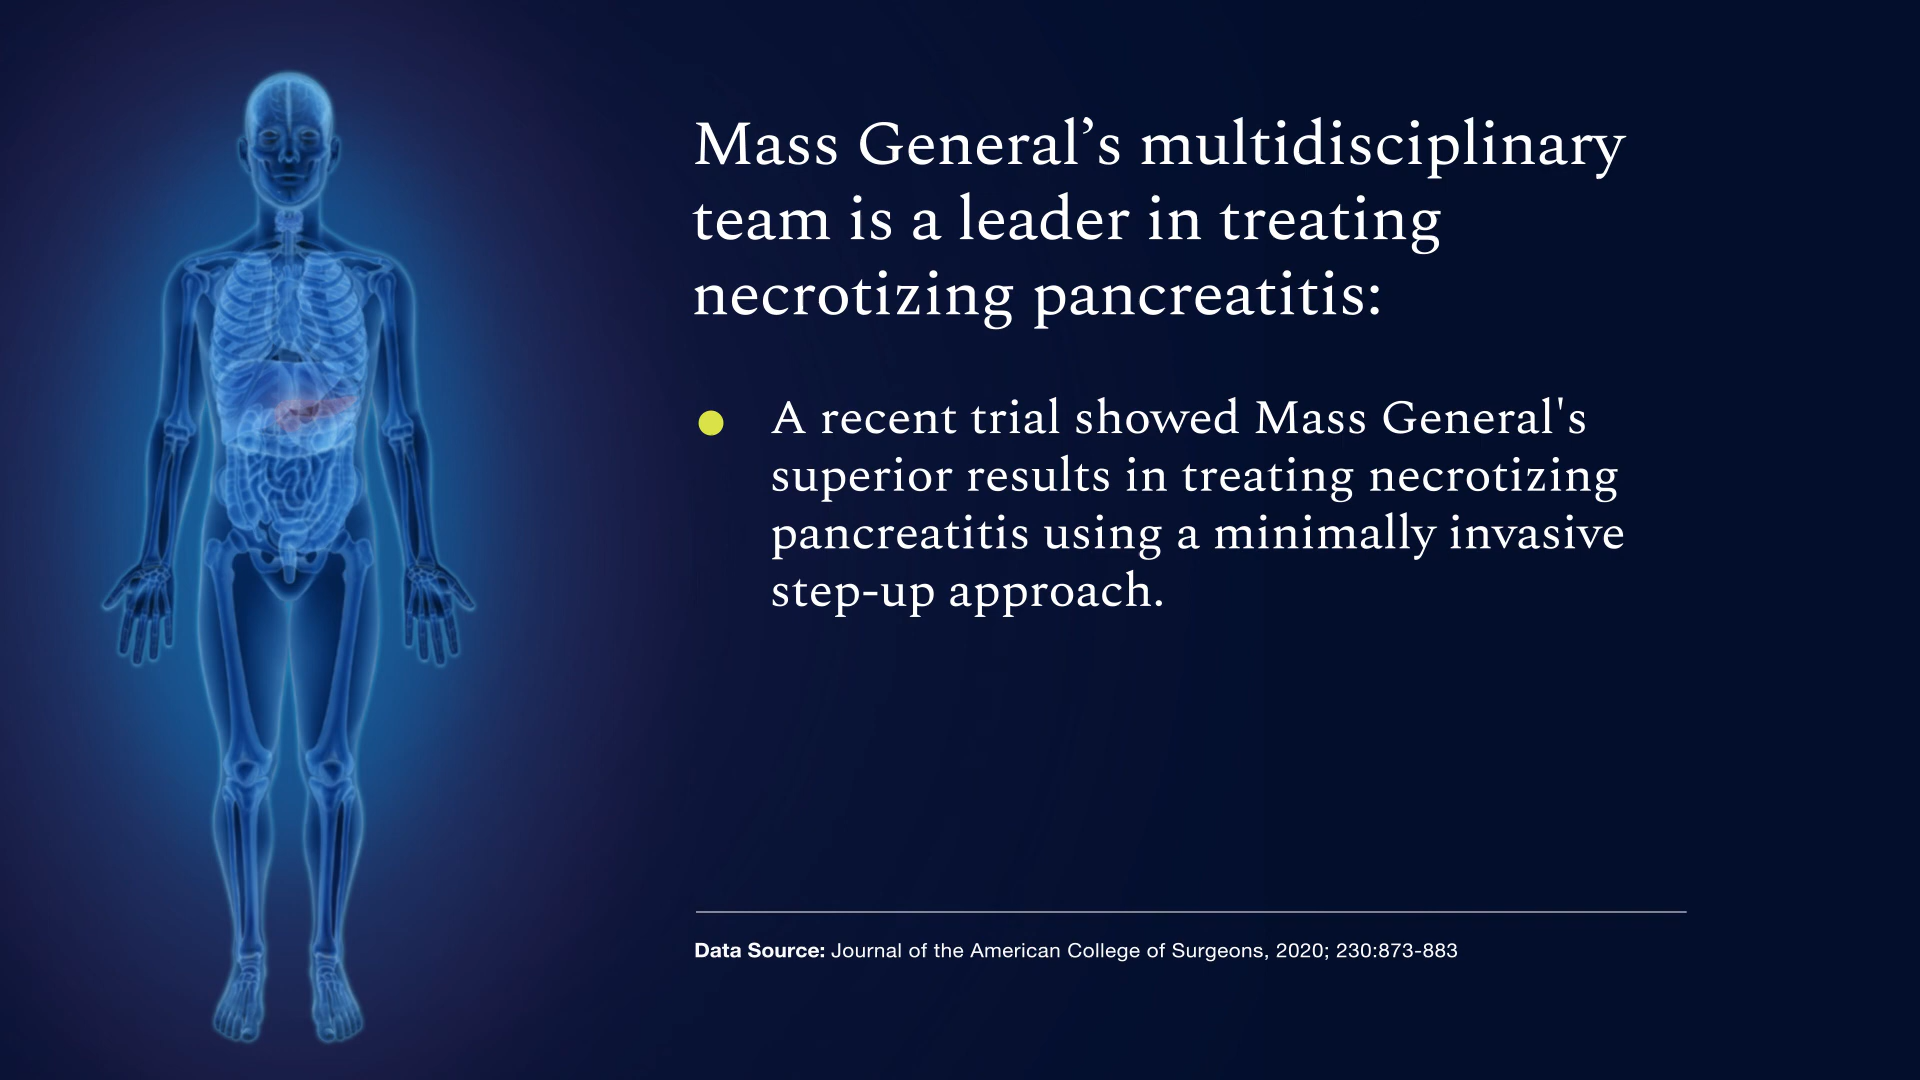 Mass General’s multidisciplinary
team is a leader in treating
necrotizing pancreatitis:
A recent trial showed Mass General's
superior results in treating necrotizing
pancreatitis using a minimally invasive
step-up approach.
Data Source: Journal of the American College of Surgeons, 2020; 230:873-883